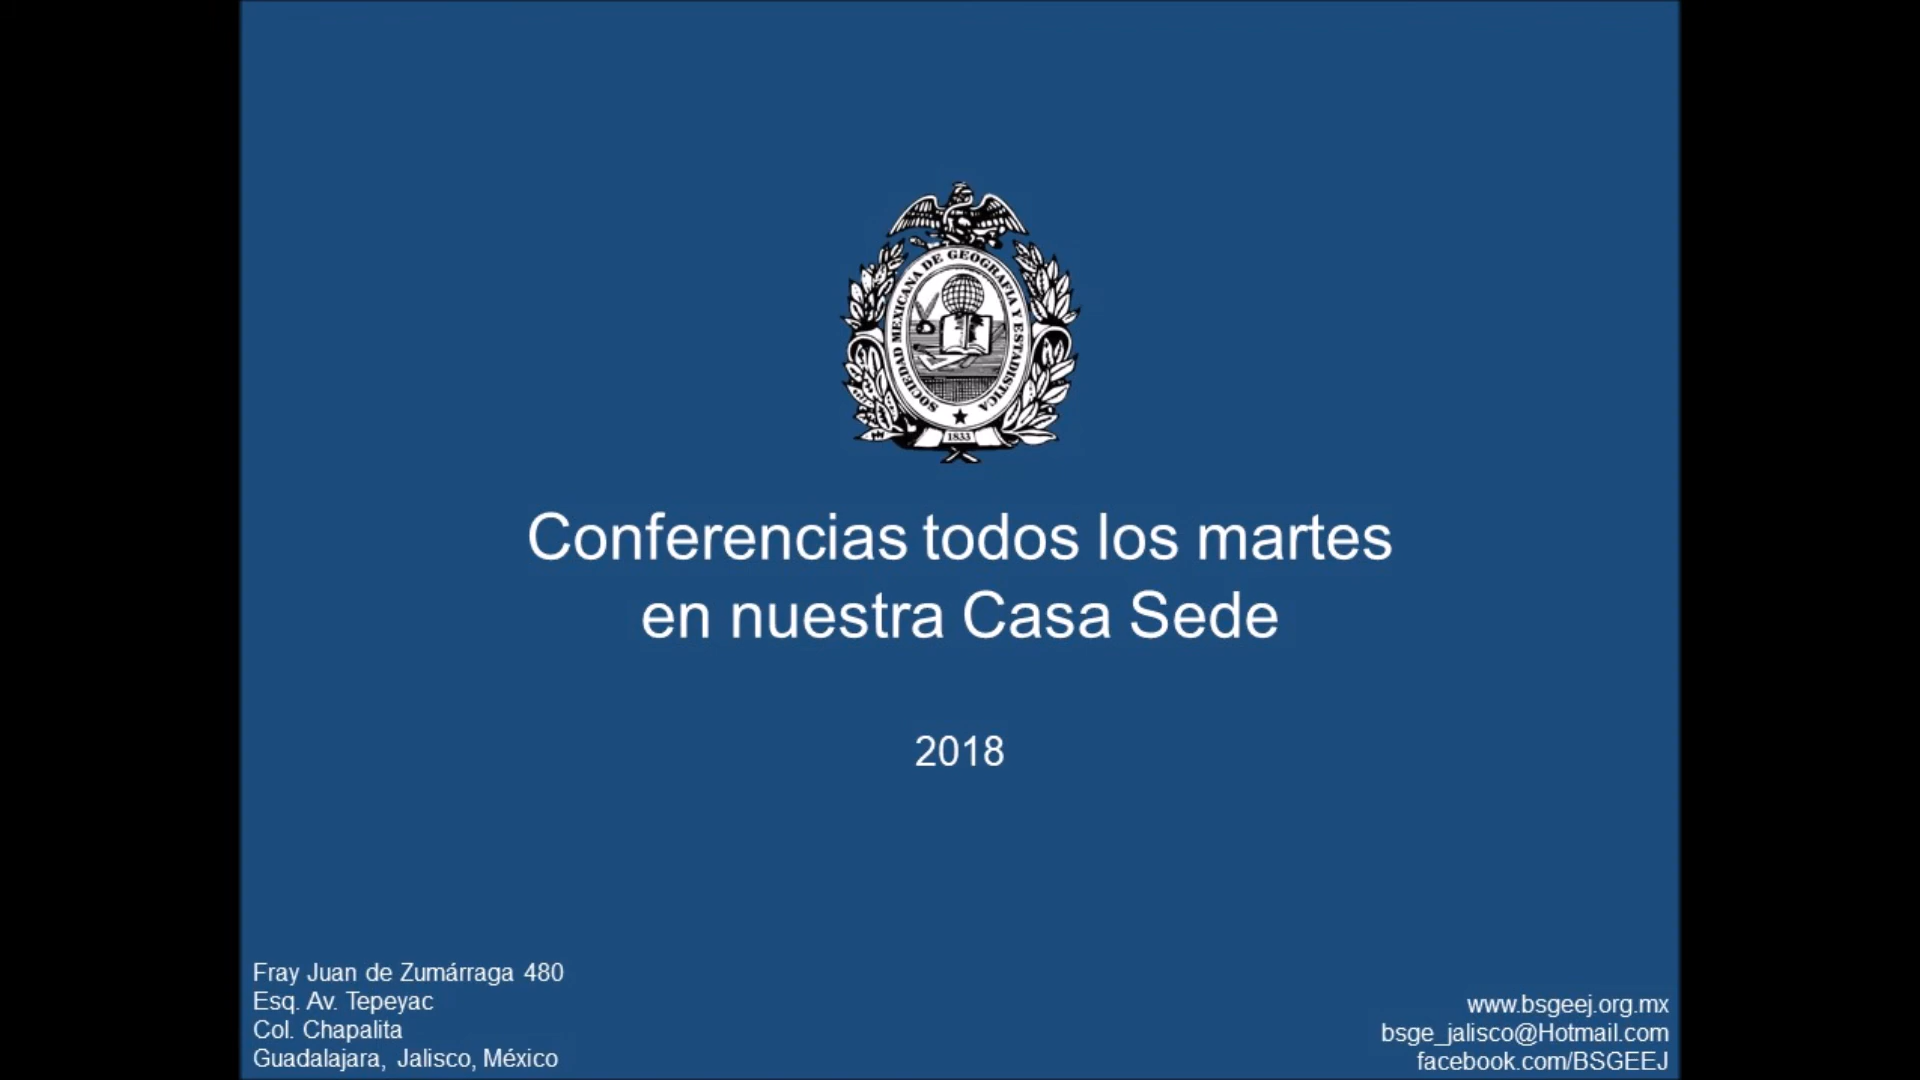 SOCIEDAD MEXICANA DE GEOGRAFIA Y ESTADISTICA
1833
Conferencias todos los martes
en nuestra Casa Sede
2018
Fray Juan de Zumárraga 480
Esq. Av. Tepeyac
Col. Chapalita
Guadalajara, Jalisco, México
www.bsgeej.org.mx
bsge_jalisco@Hotmail.com
facebook.com/BSGEEJ